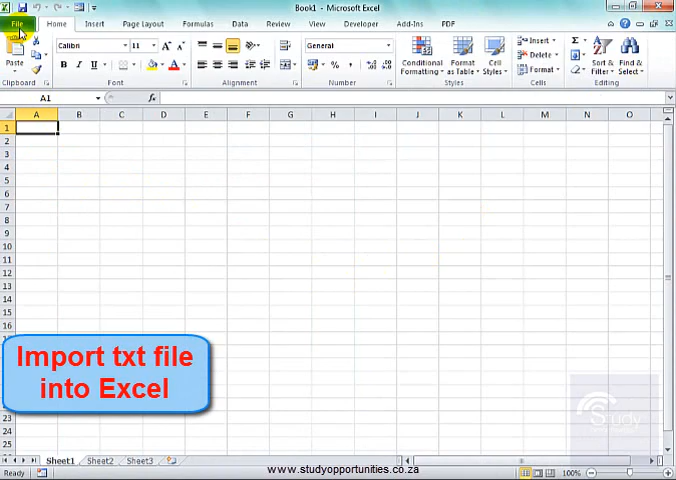 Book1 - Microsoft Excel
File Home Insert Page Layout Formulas Data Review View Developer Add-Ins PDF
Calibri 11 General
Paste B I U A Conditional Formatting Format as Table Cell Styles Insert Delete Format Sort & Filter Find & Select
Clipboard Font Alignment Number Styles Cells Editing
A1 fx
A B C D E F G H I J K L M N O
1
2
3
4
5
6
7
8
9
10
11
12
13
14
15
16
Import txt file
into Excel
23
24
25
Study
Sheet1 Sheet2 Sheet3
Ready 100%
www.studyopportunities.co.za